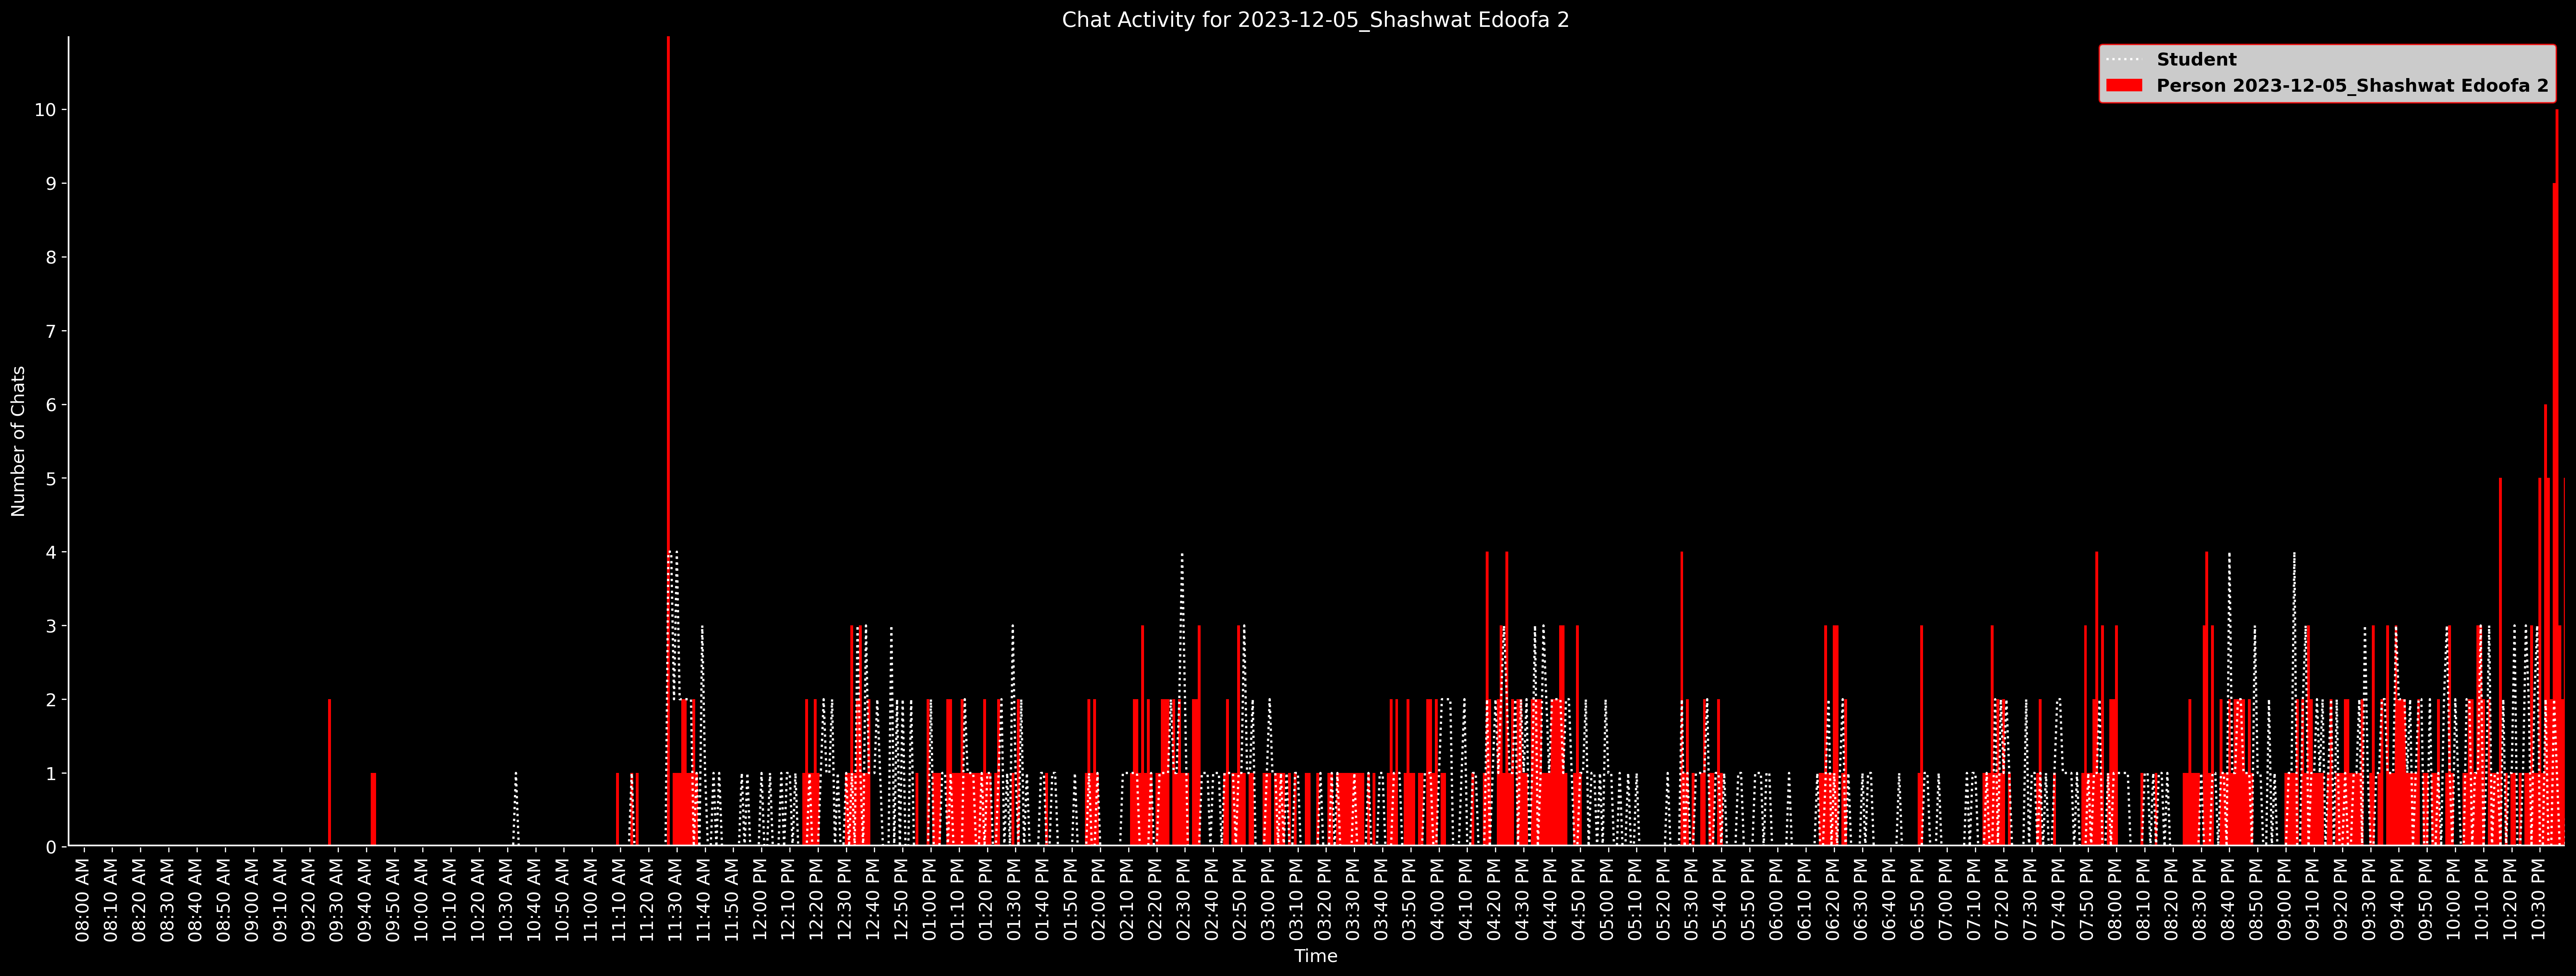 Chat Activity for 2023-12-05_Shashwat Edoofa 2
Student
Person 2023-12-05_Shashwat Edoofa 2
Number of Chats
10
9
8
7
6
5
4
3
2
1
0
08:00 AM
08:10 AM
08:20 AM
08:30 AM
08:40 AM
08:50 AM
09:00 AM
09:10 AM
09:20 AM
09:30 AM
09:40 AM
09:50 AM
10:00 AM
10:10 AM
10:20 AM
10:30 AM
10:40 AM
10:50 AM
11:00 AM
11:10 AM
11:20 AM
11:30 AM
11:40 AM
11:50 AM
12:00 PM
12:10 PM
12:20 PM
12:30 PM
12:40 PM
12:50 PM
01:00 PM
01:10 PM
01:20 PM
01:30 PM
01:40 PM
01:50 PM
02:00 PM
02:10 PM
02:20 PM
02:30 PM
02:40 PM
02:50 PM
03:00 PM
03:10 PM
03:20 PM
03:30 PM
03:40 PM
03:50 PM
04:00 PM
04:10 PM
04:20 PM
04:30 PM
04:40 PM
04:50 PM
05:00 PM
05:10 PM
05:20 PM
05:30 PM
05:40 PM
05:50 PM
06:00 PM
06:10 PM
06:20 PM
06:30 PM
06:40 PM
06:50 PM
07:00 PM
07:10 PM
07:20 PM
07:30 PM
07:40 PM
07:50 PM
08:00 PM
08:10 PM
08:20 PM
08:30 PM
08:40 PM
08:50 PM
09:00 PM
09:10 PM
09:20 PM
09:30 PM
09:40 PM
09:50 PM
10:00 PM
10:10 PM
10:20 PM
10:30 PM
Time